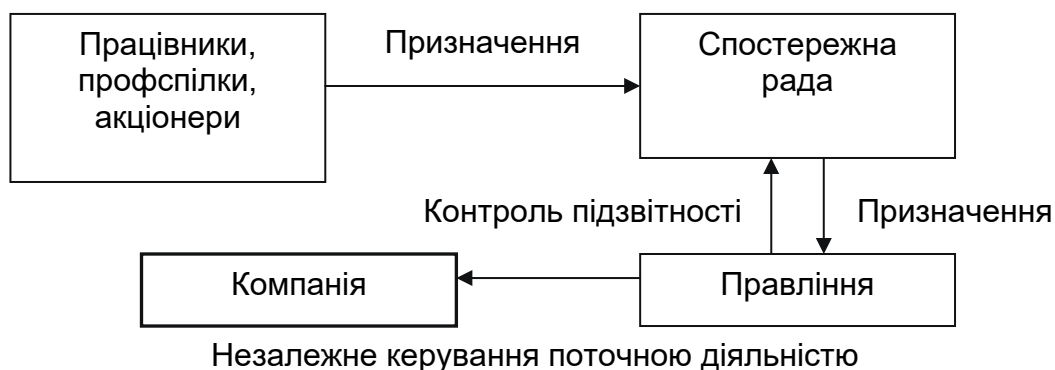 Працівники,
профспілки,
акціонери
Призначення
Спостережна
рада
Контроль підзвітності
Призначення
Компанія
Правління
Незалежне керування поточною діяльністю